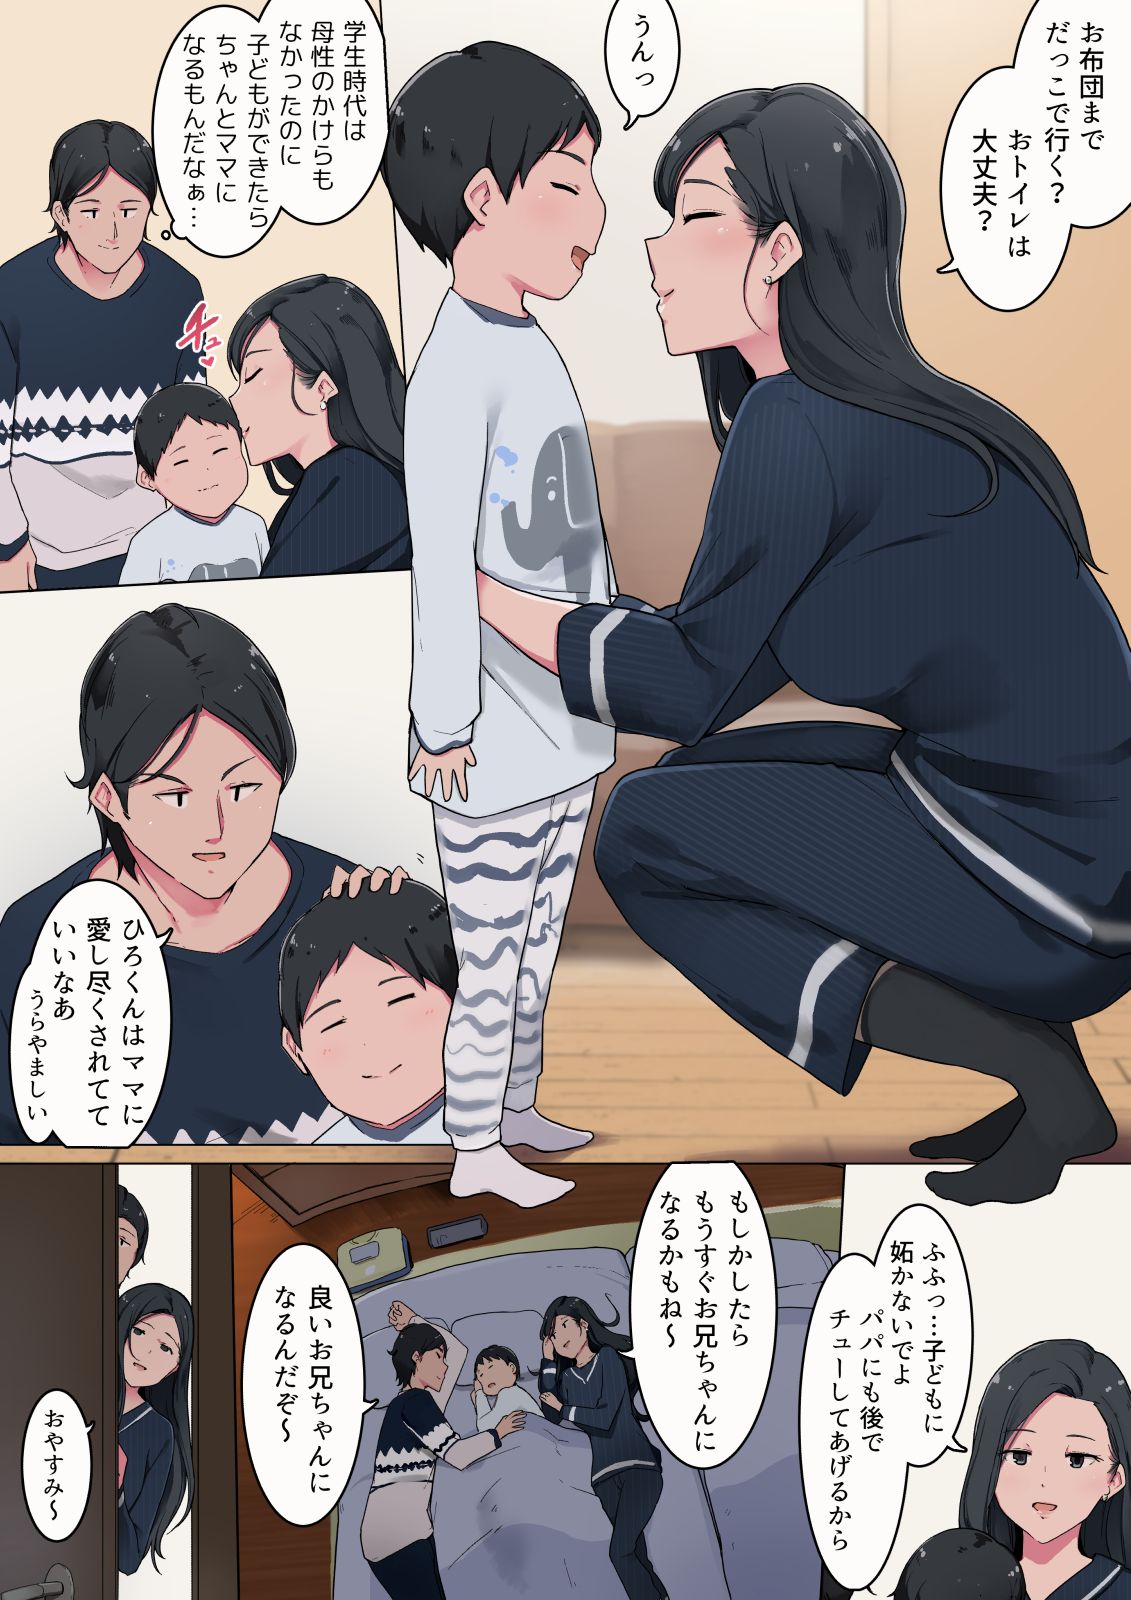 お布団まで
だっこで行く?
おトイレは
大丈夫?
うんっ
学生時代は
母性のかけらも
なかったのに
子どもができたら
ちゃんとママに
なるもんだなぁ…
チュ
ひろくんはママに
愛し尽くされてて
いいなあ
うらやましい
ふふっ…子どもに
妬かないでよ
パパにも後で
チューしてあげるから
もしかしたら
もうすぐお兄ちゃんに
なるかもね〜
良いお兄ちゃんに
なるんだぞ〜
おやすみ〜